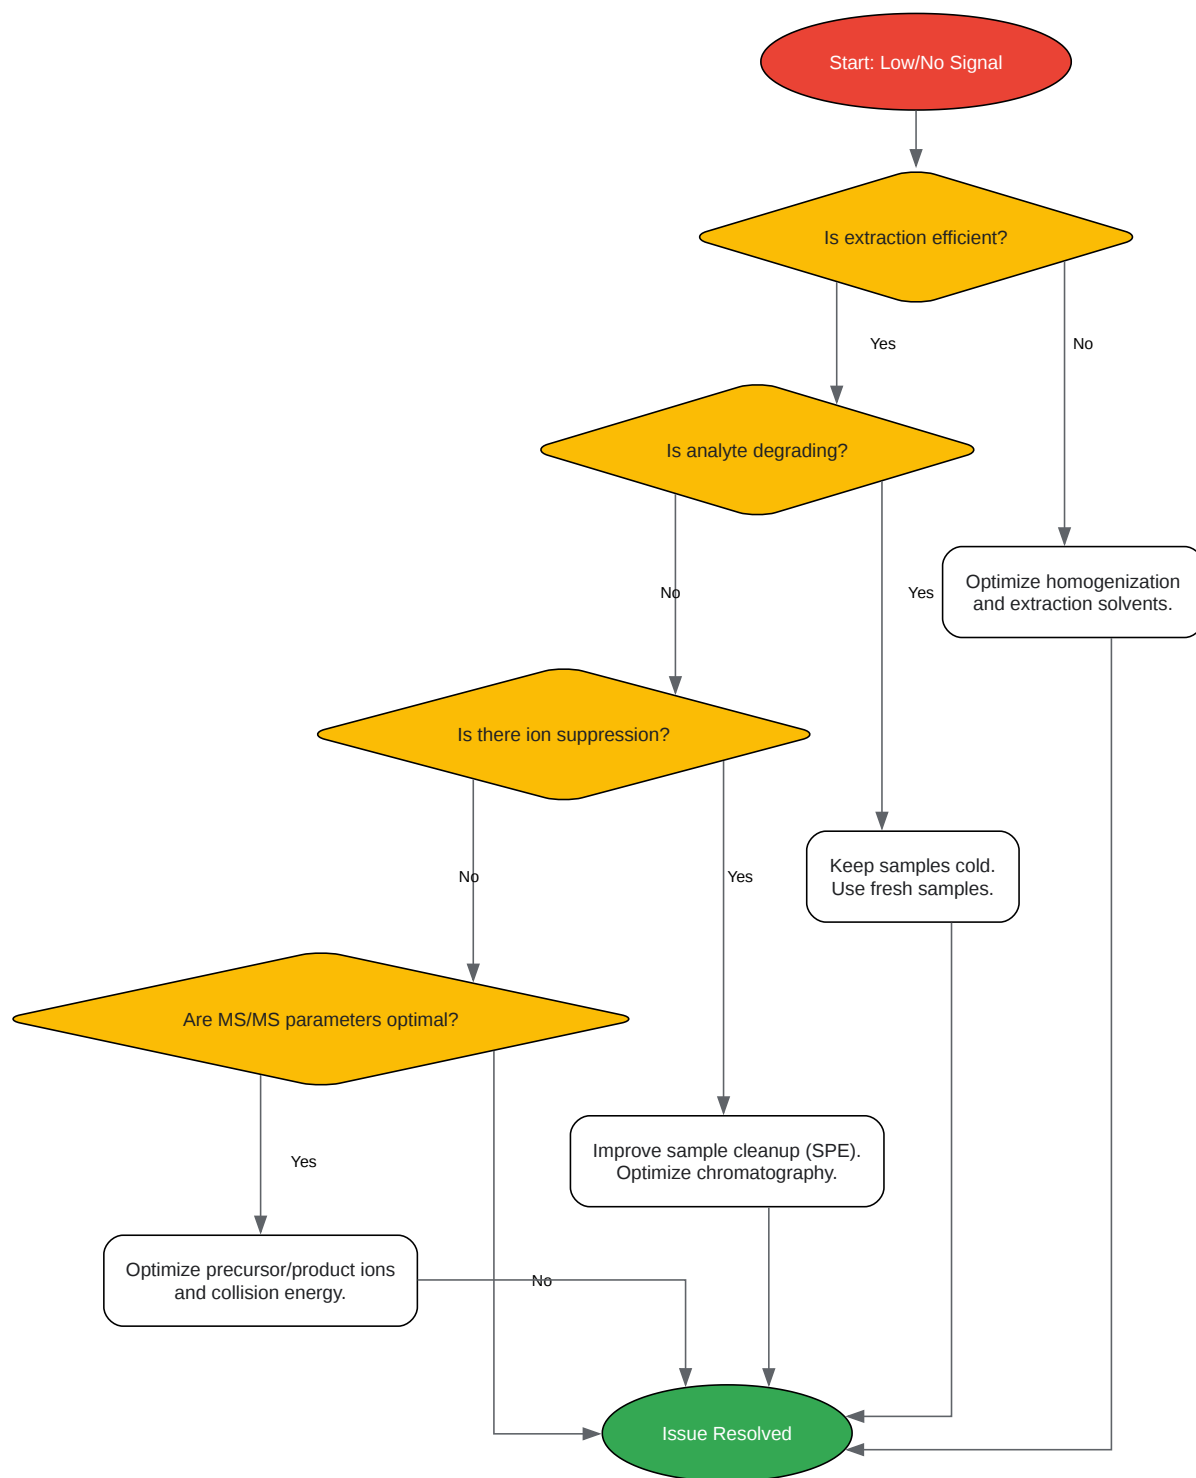 Start: Low/No Signal
Is extraction efficient?
Yes
No
Is analyte degrading?
Optimize homogenization
and extraction solvents.
No
Yes
Is there ion suppression?
Keep samples cold.
Use fresh samples.
No
Yes
Are MS/MS parameters optimal?
Improve sample cleanup (SPE).
Optimize chromatography.
Yes
Optimize precursor/product ions
and collision energy.
No
Issue Resolved